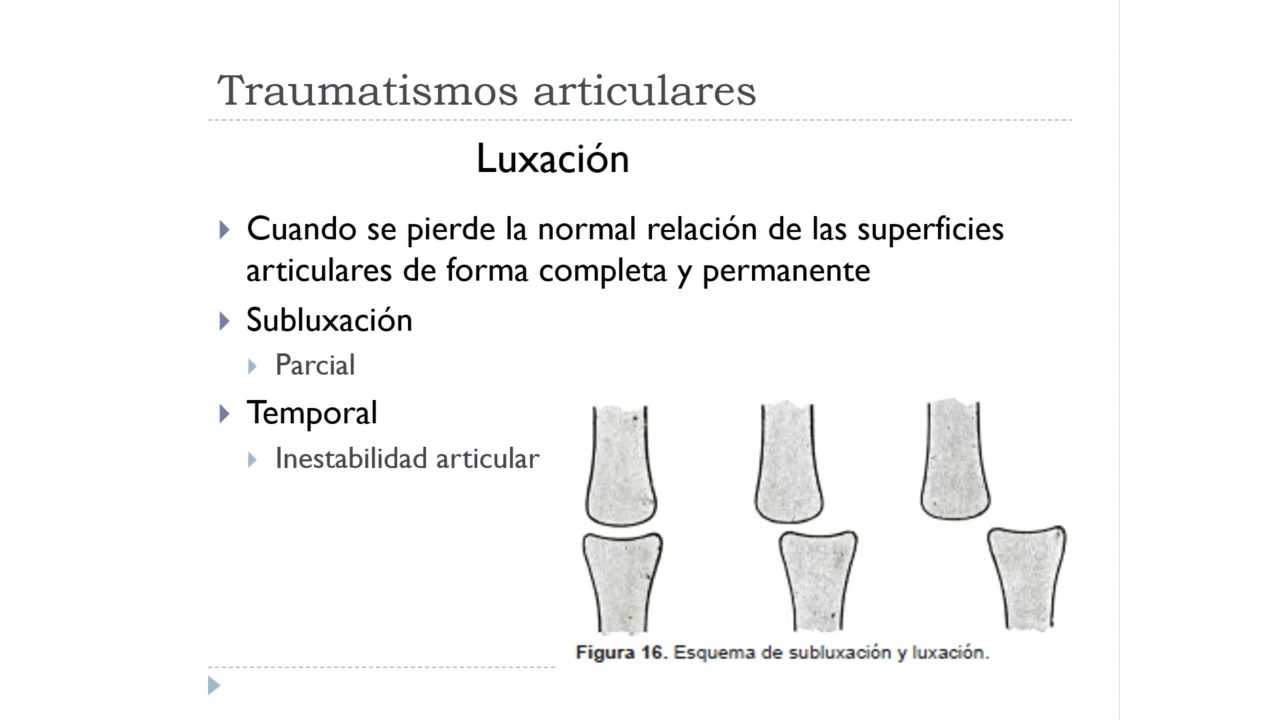 Traumatismos articulares
Luxación
Cuando se pierde la normal relación de las superficies
articulares de forma completa y permanente
Subluxación
Parcial
Temporal
Inestabilidad articular
Figura 16. Esquema de subluxación y luxación.